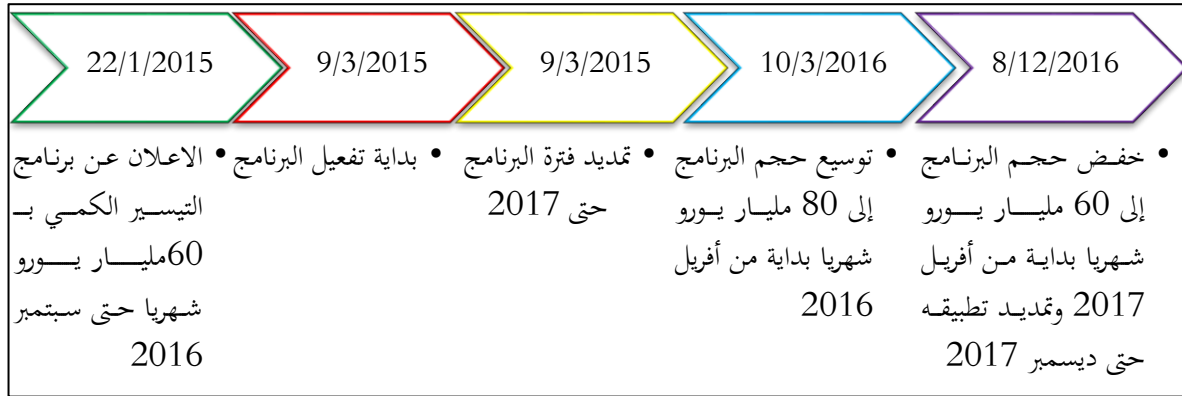 22/1/2015
9/3/2015
9/3/2015
10/3/2016
8/12/2016
• الاعلان عن برنامج
التيسير الكمي بـ
60مليار يورو
شهريا حتى سبتمبر
2016
• بداية تفعيل البرنامج
• تمديد فترة البرنامج
حتى 2017
• توسيع حجم البرنامج
إلى 80 مليار يورو
شهريا بداية من أفريل
2016
• خفض حجم البرنامج
إلى 60 مليار يورو
شهريا بداية من أفريل
2017 وتمديد تطبيقه
حتى ديسمبر 2017